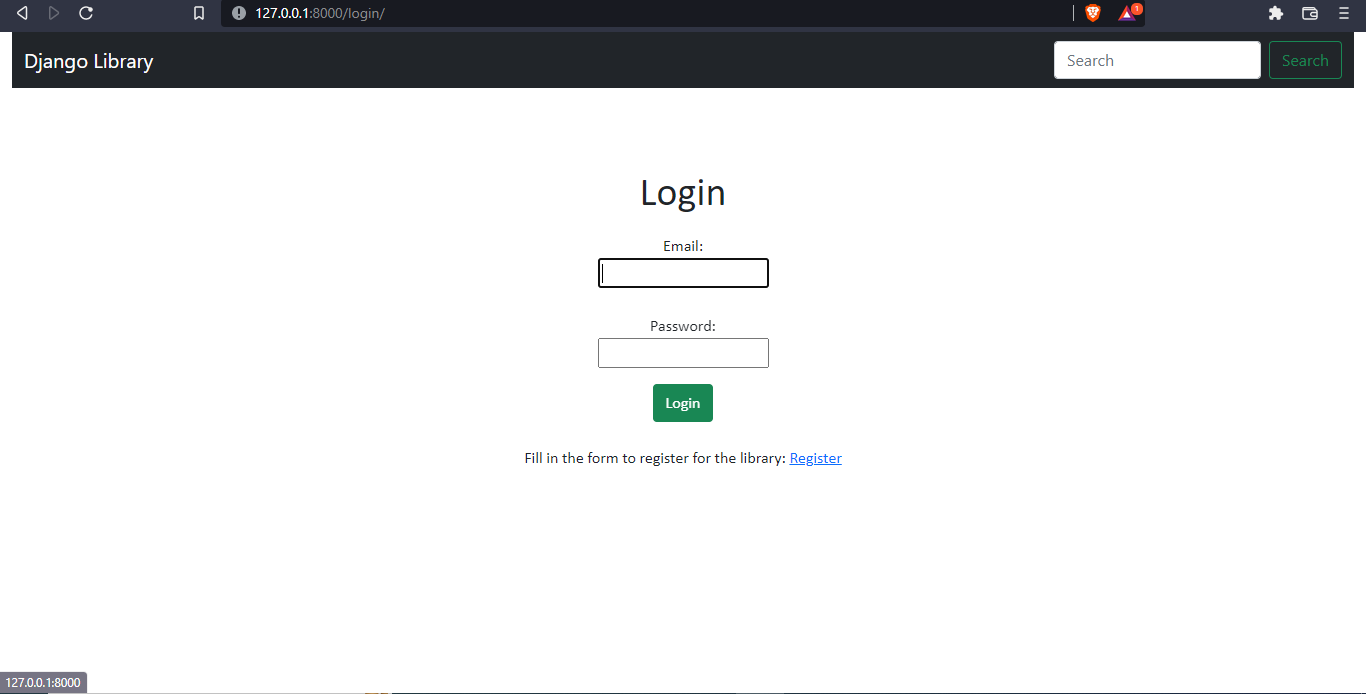 127.0.0.1:8000/login/
1
Django Library
Search
Search
Login
Email:
Password:
Login
Fill in the form to register for the library: Register
127.0.0.1:8000